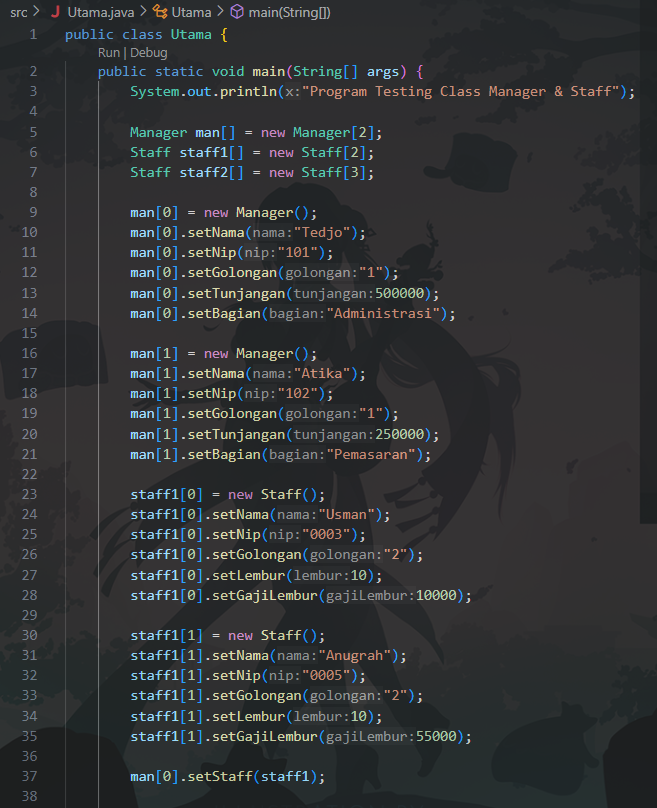 src > J Utama.java > Utama > main(String[])
1 public class Utama {
Run | Debug
2 public static void main(String[] args) {
3 System.out.println(x:"Program Testing Class Manager & Staff");
4
5 Manager man[] = new Manager[2];
6 Staff staff1[] = new Staff[2];
7 Staff staff2[] = new Staff[3];
8
9 man[0] = new Manager();
10 man[0].setNama(nama:"Tedjo");
11 man[0].setNip(nip:"101");
12 man[0].setGolongan(golongan:"1");
13 man[0].setTunjangan(tunjangan:500000);
14 man[0].setBagian(bagian:"Administrasi");
15
16 man[1] = new Manager();
17 man[1].setNama(nama:"Atika");
18 man[1].setNip(nip:"102");
19 man[1].setGolongan(golongan:"1");
20 man[1].setTunjangan(tunjangan:250000);
21 man[1].setBagian(bagian:"Pemasaran");
22
23 staff1[0] = new Staff();
24 staff1[0].setNama(nama:"Usman");
25 staff1[0].setNip(nip:"0003");
26 staff1[0].setGolongan(golongan:"2");
27 staff1[0].setLembur(lembur:10);
28 staff1[0].setGajiLembur(gajiLembur:10000);
29
30 staff1[1] = new Staff();
31 staff1[1].setNama(nama:"Anugrah");
32 staff1[1].setNip(nip:"0005");
33 staff1[1].setGolongan(golongan:"2");
34 staff1[1].setLembur(lembur:10);
35 staff1[1].setGajiLembur(gajiLembur:55000);
36
37 man[0].setStaff(staff1);
38